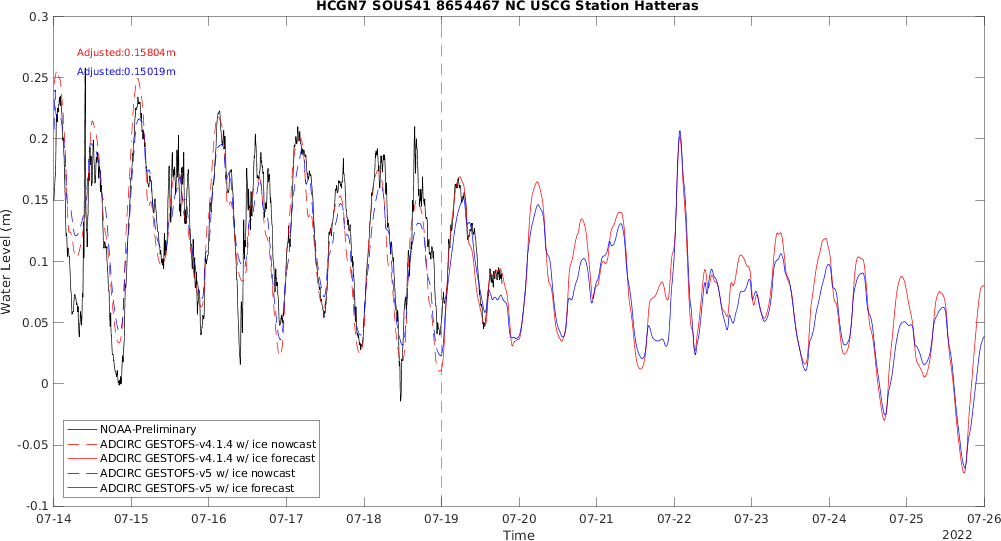 HCGN7 SOUS41 8654467 NC USCG Station Hatteras
Adjusted:0.15804m
Adjusted:0.15019m
0.3
0.25
0.2
0.15
0.1
0.05
0
-0.05
-0.1
Water Level (m)
NOAA-Preliminary
ADCIRC GESTOFS-v4.1.4 w/ ice nowcast
ADCIRC GESTOFS-v4.1.4 w/ ice forecast
ADCIRC GESTOFS-v5 w/ ice nowcast
ADCIRC GESTOFS-v5 w/ ice forecast
07-14 07-15 07-16 07-17 07-18 07-19 07-20 07-21 07-22 07-23 07-24 07-25 07-26
Time
2022